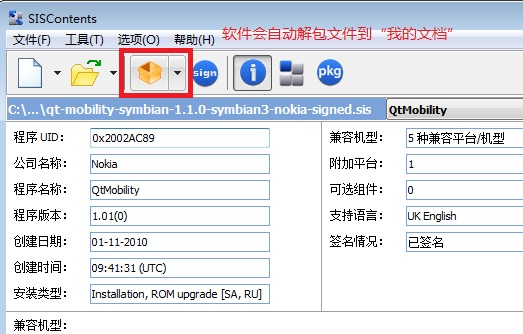 SISContents
文件(F) 工具(T) 选项(O) 帮助(H)
软件会自动解包文件到“我的文档”
sign
pkg
C:\...\qt-mobility-symbian-1.1.0-symbian3-nokia-signed.sis
QtMobility
程序 UID: 0x2002AC89
兼容机型: 5 种兼容平台/机型
公司名称: Nokia
附加平台: 1
程序名称: QtMobility
可选组件: 0
程序版本: 1.01(0)
支持语言: UK English
创建日期: 01-11-2010
签名情况: 已签名
创建时间: 09:41:31 (UTC)
安装类型: Installation, ROM upgrade [SA, RU]
兼容机型: